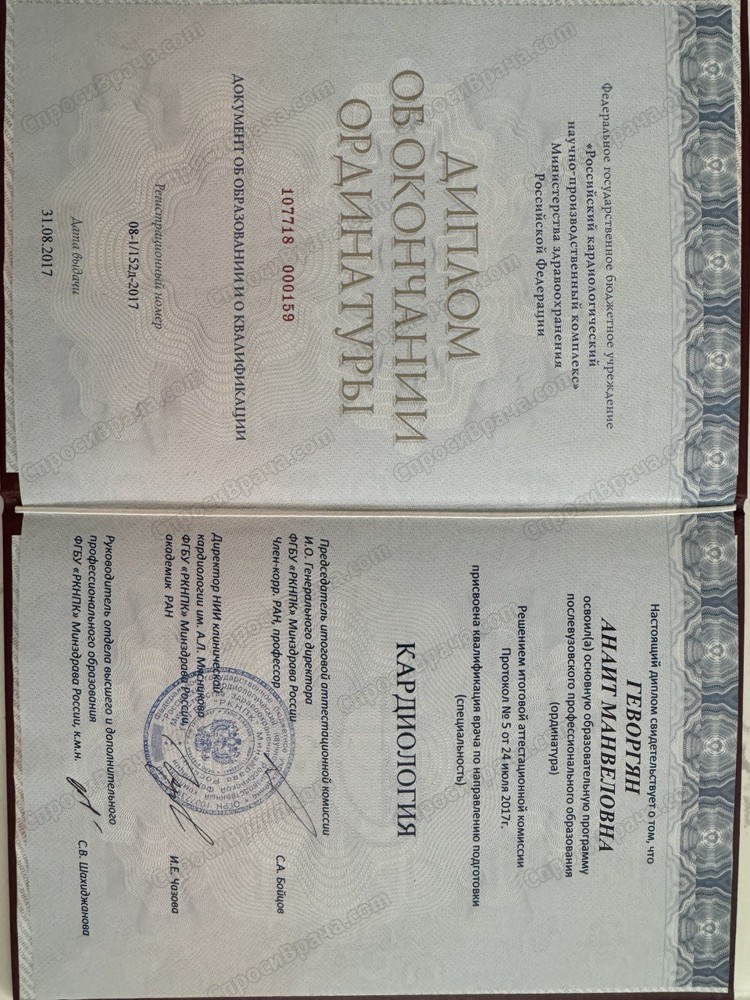 Федеральное государственное бюджетное учреждение
«Российский кардиологический
научно-производственный комплекс»
Министерства здравоохранения
Российской Федерации
ДИПЛОМ
ОБ ОКОНЧАНИИ
ОРДИНАТУРЫ
107718 000159
ДОКУМЕНТ ОБ ОБРАЗОВАНИИ И О КВАЛИФИКАЦИИ
Регистрационный номер
08-1/152д-2017
Дата выдачи
31.08.2017
Настоящий диплом свидетельствует о том, что
ГЕВОРГЯН
АНАИТ МАНВЕЛОВНА
освоил(а) основную образовательную программу
послевузовского профессионального образования
(ординатура)
Решением итоговой аттестационной комиссии
Протокол № 5 от 24 июля 2017г.
присвоена квалификация врача по направлению подготовки
(специальность)
КАРДИОЛОГИЯ
Председатель итоговой аттестационной комиссии
И.О. Генерального директора
ФГБУ «РКНПК» Минздрава России
Член-корр. РАН, профессор
С.А. Бойцов
Директор НИИ клинической
кардиологии им. А.Л. Мясникова
ФГБУ «РКНПК» Минздрава России,
академик РАН
И.Е. Чазова
Руководитель отдела высшего и дополнительного
профессионального образования
ФГБУ «РКНПК» Минздрава России, к.м.н.
С.В. Шахиджанова
СпросиВрача.com